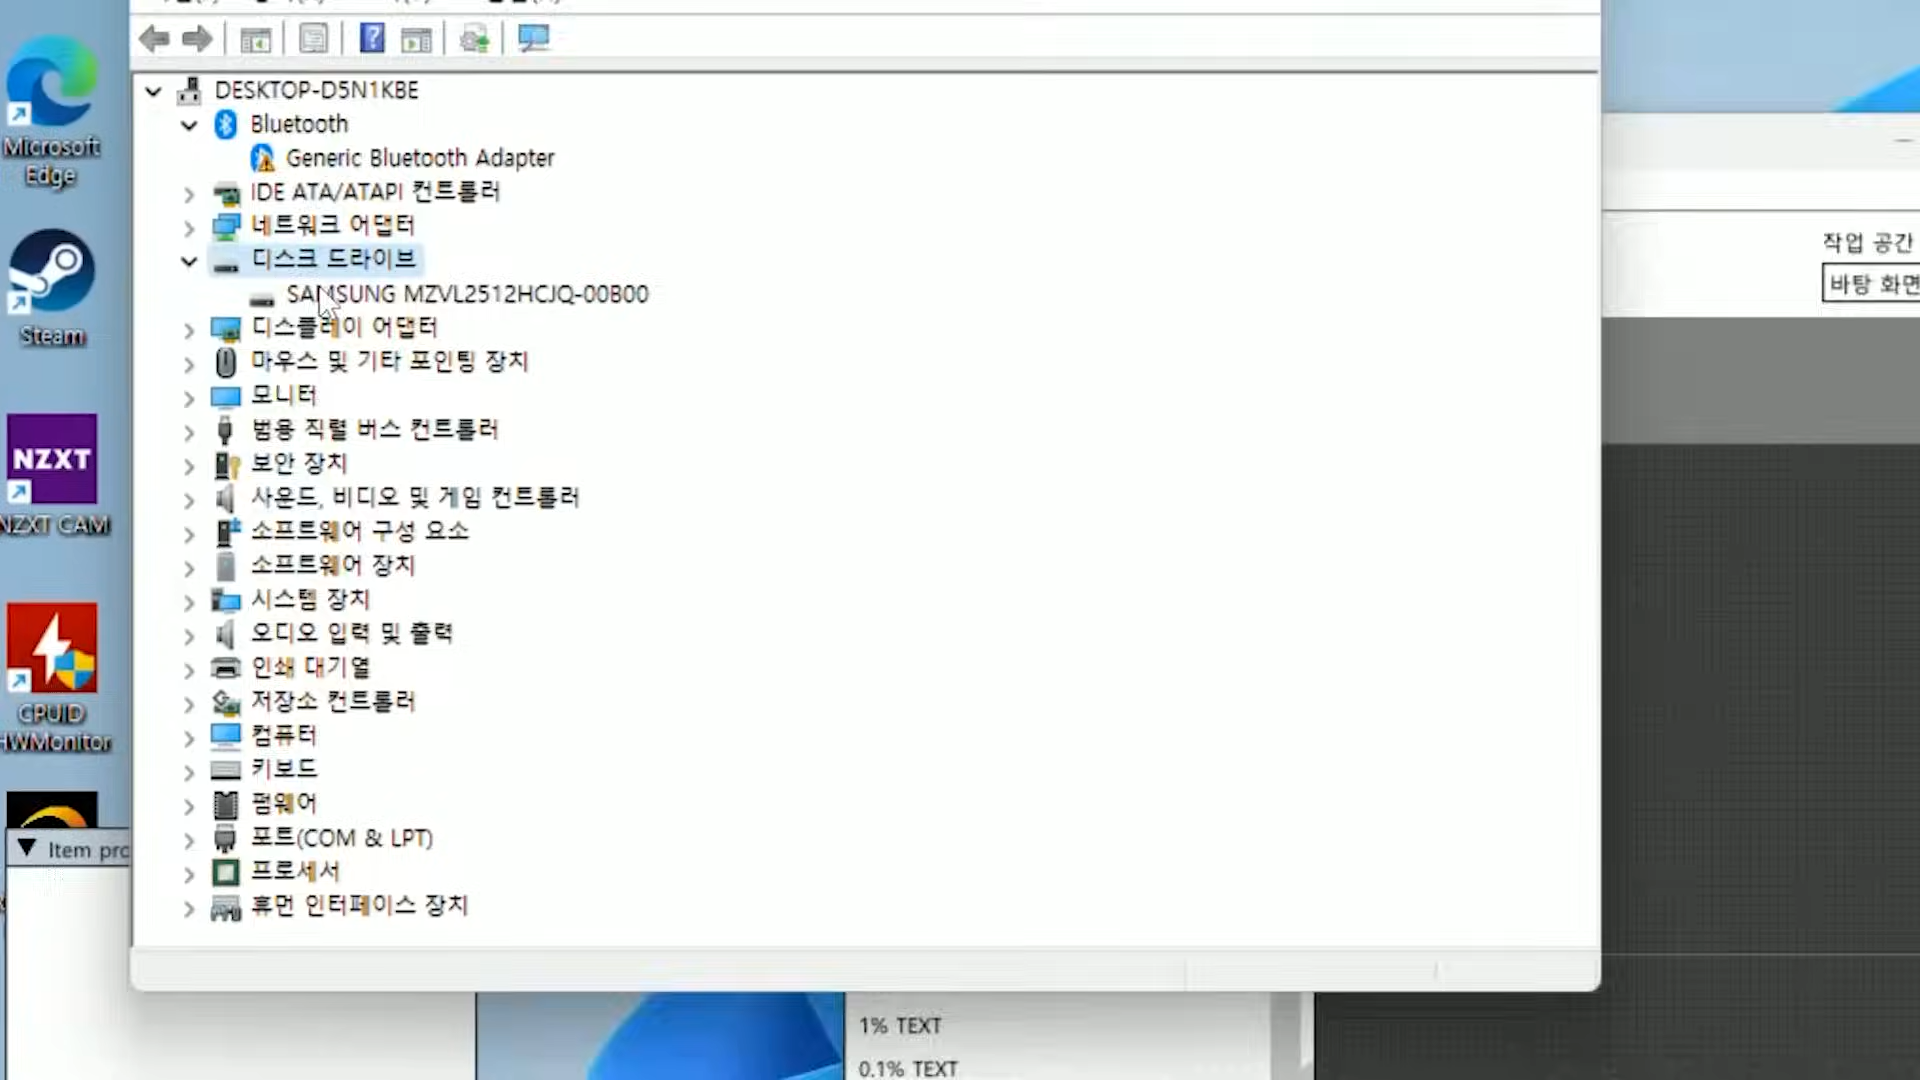 DESKTOP-D5N1KBE
Bluetooth
Generic Bluetooth Adapter
IDE ATA/ATAPI 컨트롤러
네트워크 어댑터
디스크 드라이브
SAMSUNG MZVL2512HCJQ-00B00
디스플레이 어댑터
마우스 및 기타 포인팅 장치
모니터
범용 직렬 버스 컨트롤러
보안 장치
사운드, 비디오 및 게임 컨트롤러
소프트웨어 구성 요소
소프트웨어 장치
시스템 장치
오디오 입력 및 출력
인쇄 대기열
저장소 컨트롤러
컴퓨터
키보드
펌웨어
포트(COM & LPT)
프로세서
휴먼 인터페이스 장치
Microsoft
Edge
Steam
NZXT
NZXT CAM
CPUID
HWMonitor
Item pro
작업 공간
바탕 화면
1% TEXT
0.1% TEXT